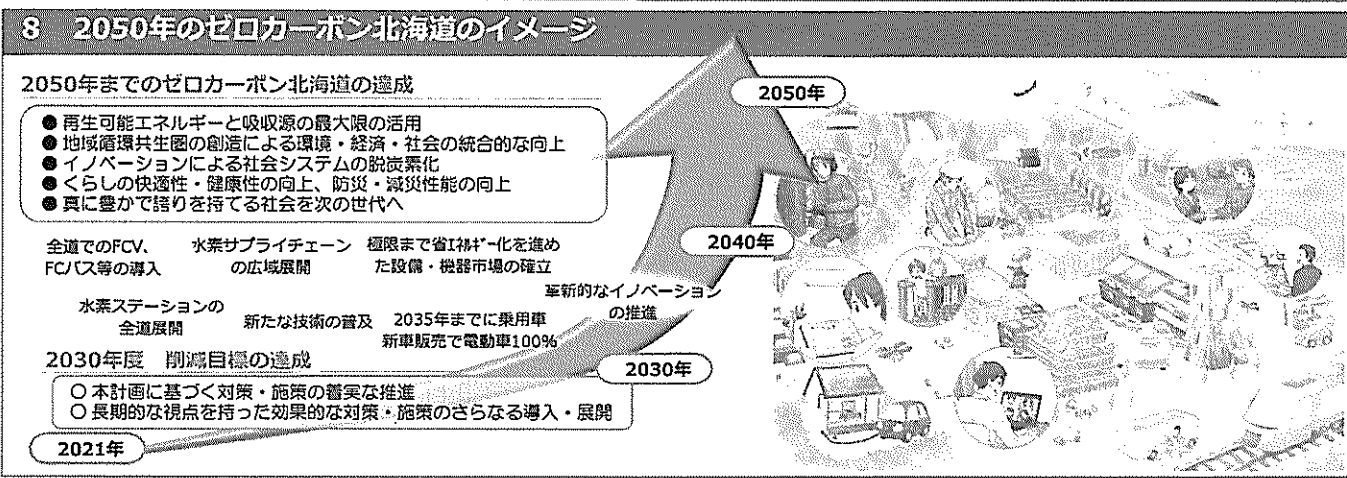 8 2050年のゼロカーボン北海道のイメージ
2050年までのゼロカーボン北海道の達成
● 再生可能エネルギーと吸収源の最大限の活用
● 地域循環共生圏の創造による環境・経済・社会の統合的な向上
● イノベーションによる社会システムの脱炭素化
● くらしの快適性・健康性の向上、防災・減災性能の向上
● 真に豊かで誇りを持てる社会を次の世代へ
2050年
全道でのFCV、
FCバス等の導入
水素サプライチェーン
の広域展開
極限まで省エネルギー化を進め
た設備・機器市場の確立
2040年
水素ステーションの
全道展開
新たな技術の普及
2035年までに乗用車
新車販売で電動車100%
革新的なイノベーション
の推進
2030年度 削減目標の達成
2030年
○ 本計画に基づく対策・施策の着実な推進
○ 長期的な視点を持った効果的な対策・施策のさらなる導入・展開
2021年